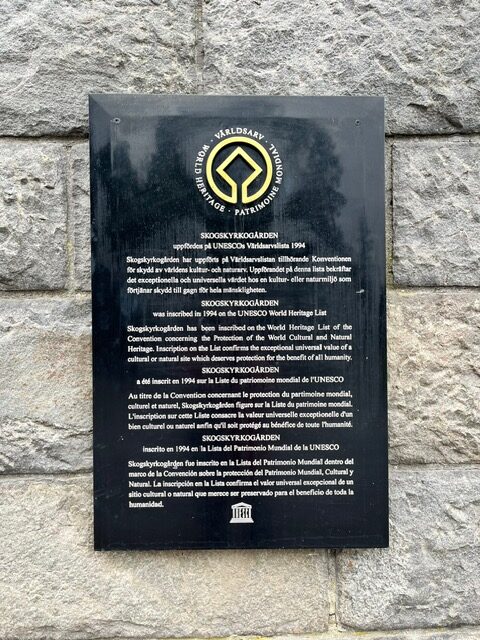 VÄRLDSARV · PATRIMOINE MONDIAL · WORLD HERITAGE ·
SKOGSKYRKOGÅRDEN
uppfördes på UNESCOs Världsarvslista 1994
Skogskyrkogården har uppförts på Världsarvslistan tillhörande Konventionen
för skydd av världens kultur- och naturarv. Uppförandet på denna lista bekräftar
det exceptionella och universella värdet hos en kultur- eller naturmiljö som
förtjänar skydd till gagn för hela mänskligheten.
SKOGSKYRKOGÅRDEN
was inscribed in 1994 on the UNESCO World Heritage List
Skogskyrkogården has been inscribed on the World Heritage List of the
Convention concerning the Protection of the World Cultural and Natural
Heritage. Inscription on the List confirms the exceptional universal value of a
cultural or natural site which deserves protection for the benefit of all humanity.
SKOGSKYRKOGÅRDEN
a été inscrit en 1994 sur la Liste du patriomoine mondial de l'UNESCO
Au titre de la Convention concernant le protection du partimoine mondial,
culturel et naturel, Skogskyrkogården figure sur la Liste du patrimoine mondial.
L'inscription sur cette Liiste consacre la valeur universelle exceptionelle d'un
bien culturel ou naturel anfin qu'il soit protégé au bénéfice de toute l'humanité.
SKOGSKYRKOGÅRDEN
inscrito en 1994 en la Lista del Patrimonio Mundial de la UNESCO
Skogskyrkogården fue inscrito en la Lista del Patrimonio Mundial dentro del
marco de la Convención sobre la protección del Patrimonio Mundial, Cultural y
Natural. La inscripción en la Lista confirma el valor universal excepcional de un
sitio cultural o natural que merece ser preservado para el beneficio de toda la
humanidad.
UNESCO